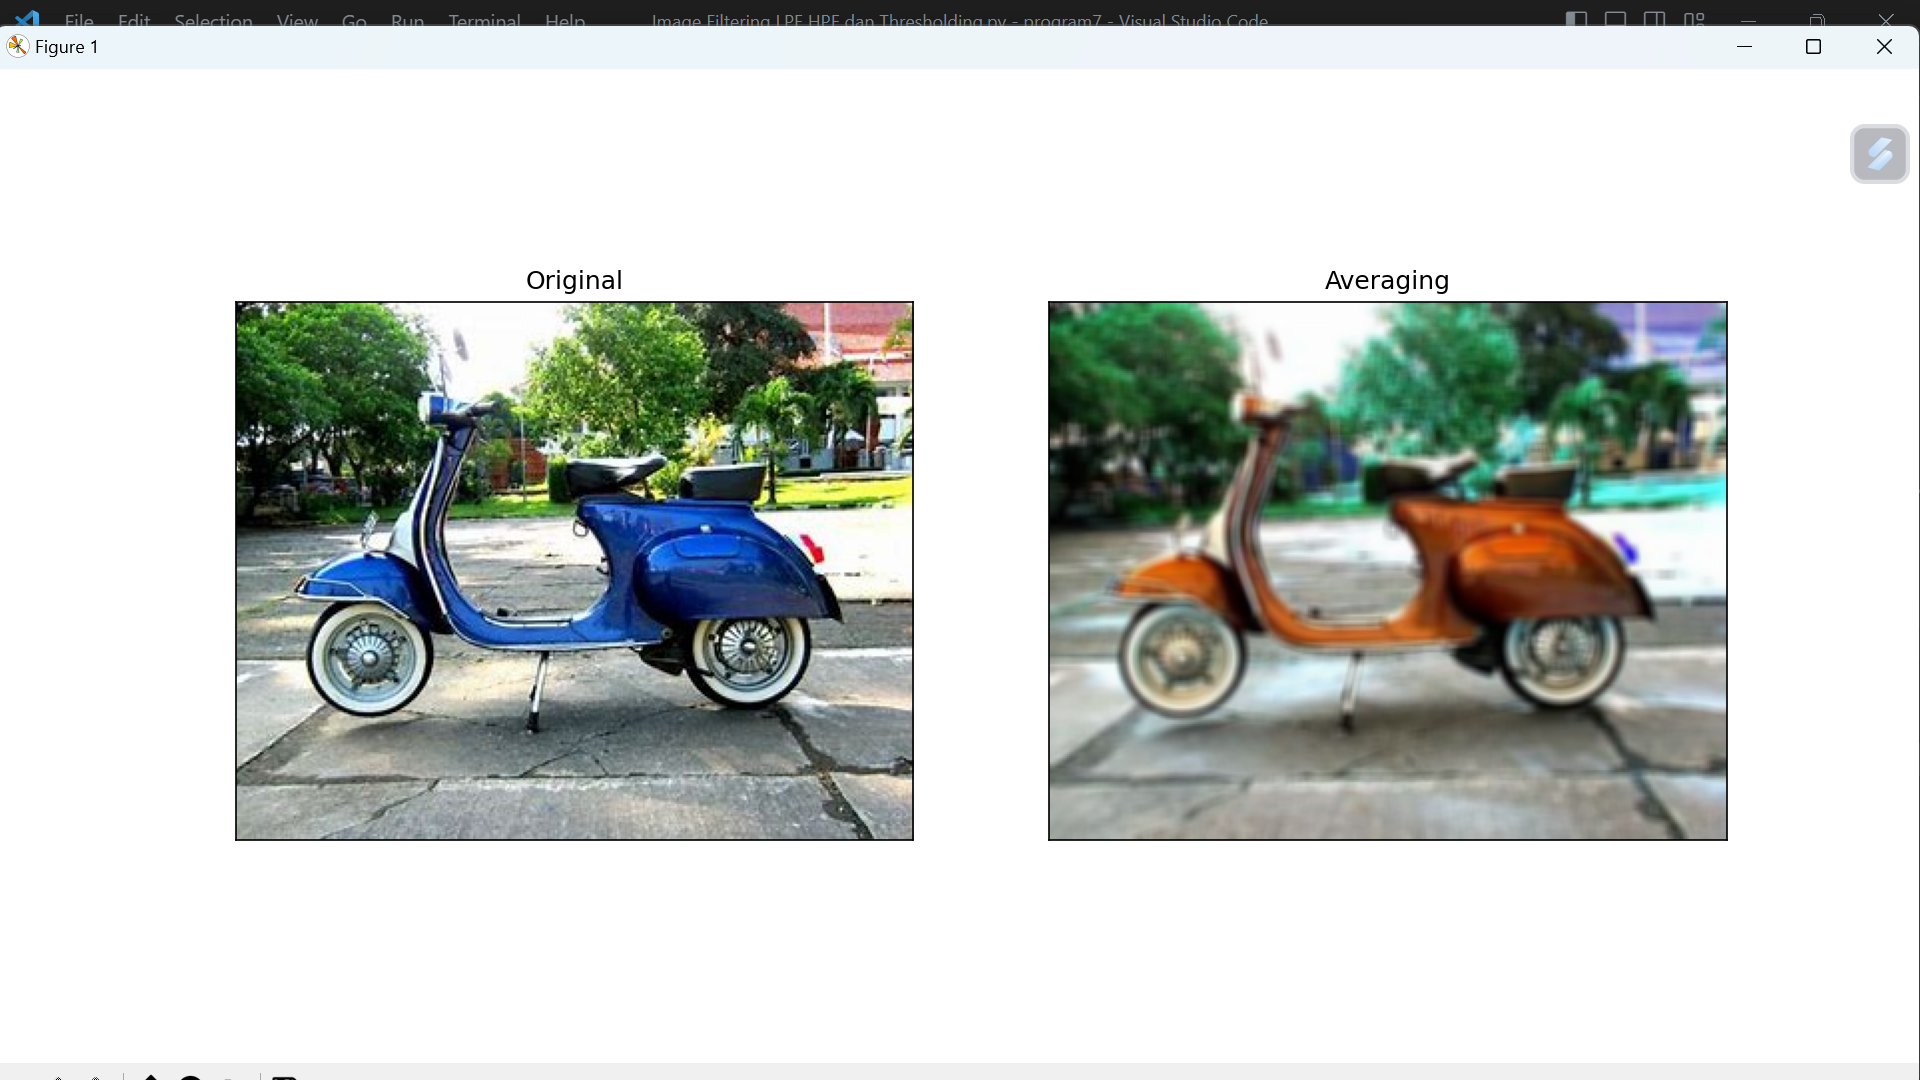 File Edit Selection View Go Run Terminal Help Image Filtering LPF HPF dan Thresholding.py - program7 - Visual Studio Code
Figure 1
Original
Averaging